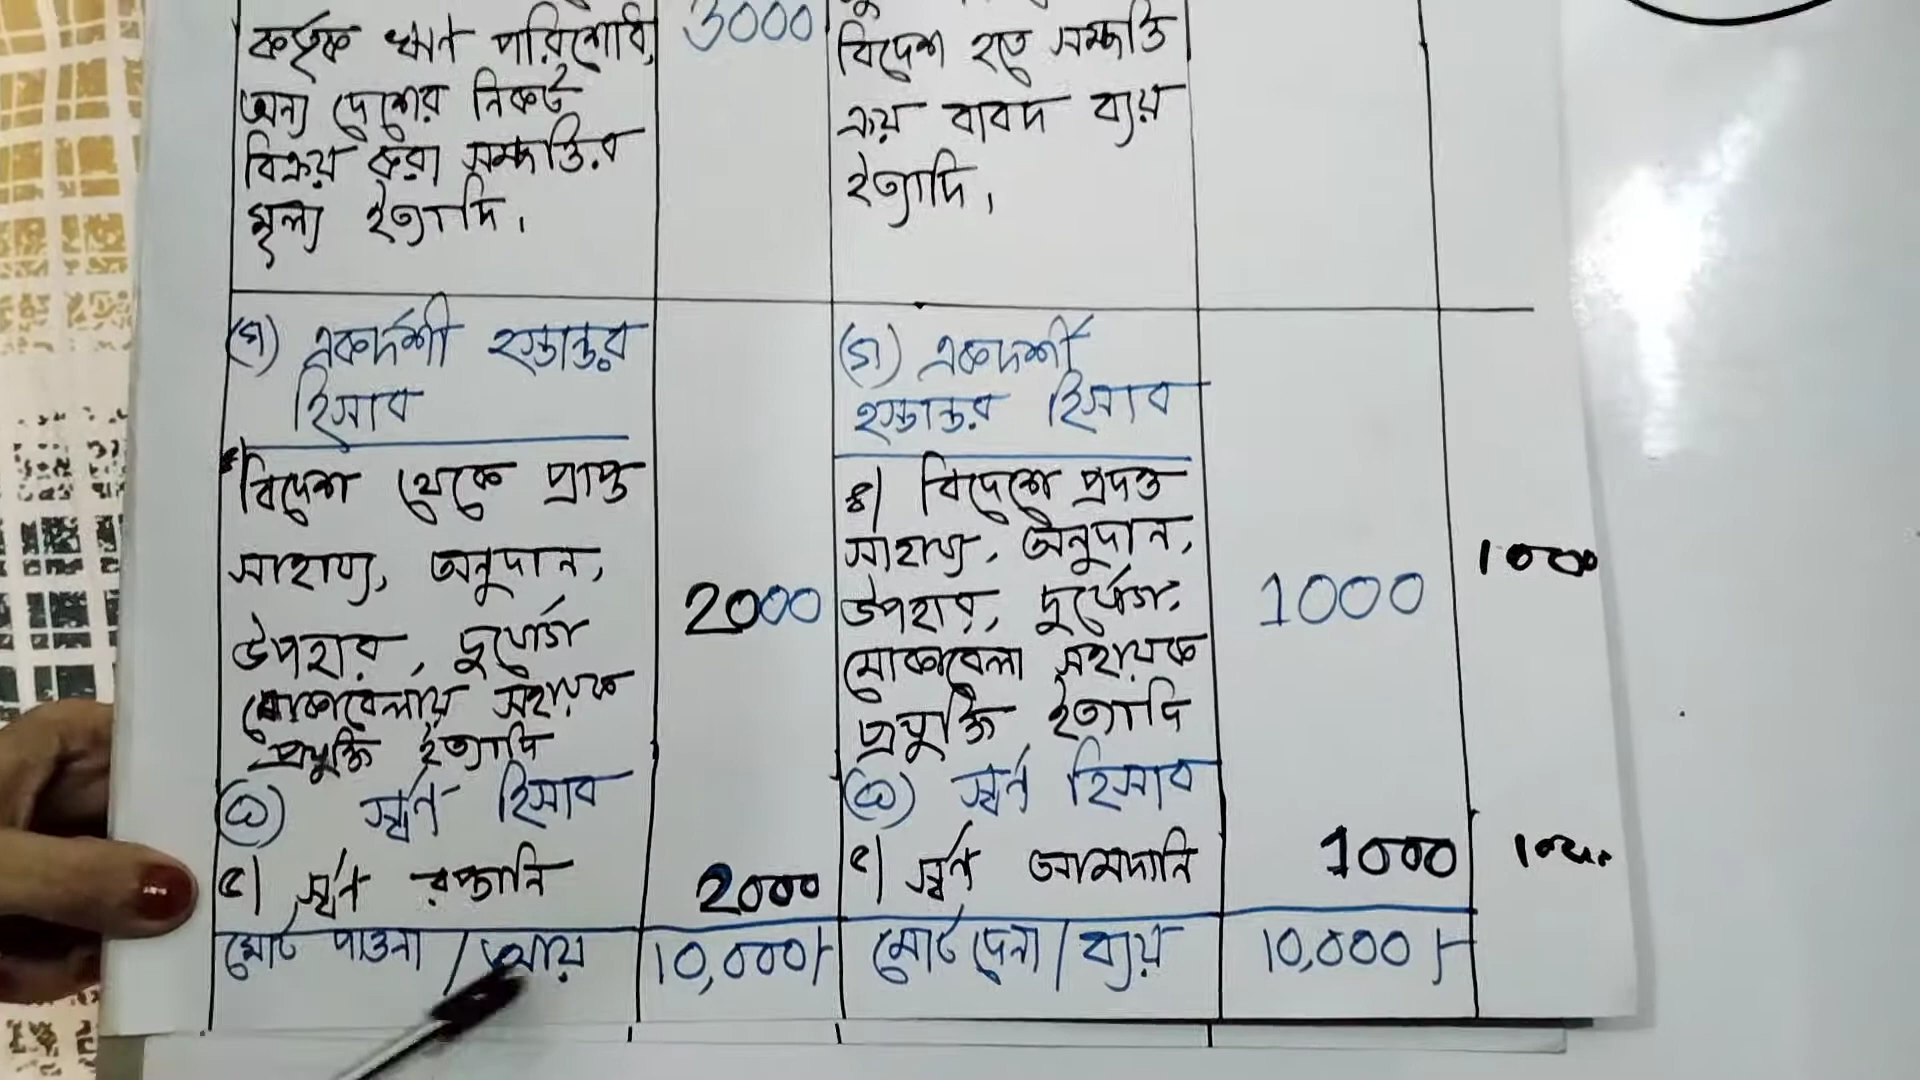 কর্তৃক ঋণ পরিশোধ,
অন্য দেশের নিকট
বিক্রয় করা সম্পত্তির
মূল্য ইত্যাদি।
3000
বিদেশ হতে সম্পত্তি
ক্রয় বাবদ ব্যয়
ইত্যাদি।
(গ) একদর্শী হস্তান্তর
হিসাব
বিদেশ থেকে প্রাপ্ত
সাহায্য, অনুদান,
উপহার, দুর্যোগ
মোকাবেলায় সহায়ক
প্রযুক্তি ইত্যাদি
2000
(গ) একদর্শী
হস্তান্তর হিসাব
৪| বিদেশে প্রদত্ত
সাহায্য, অনুদান,
উপহার, দুর্যোগ,
মোকাবেলা সহায়ক
প্রযুক্তি ইত্যাদি
1000
1000
(ঘ) স্বর্ণ হিসাব
৫| স্বর্ণ রপ্তানি
2000
(ঘ) স্বর্ণ হিসাব
৫| স্বর্ণ আমদানি
1000
মোট পাওনা / আয়
10,000/-
মোট দেনা / ব্যয়
10,000/-